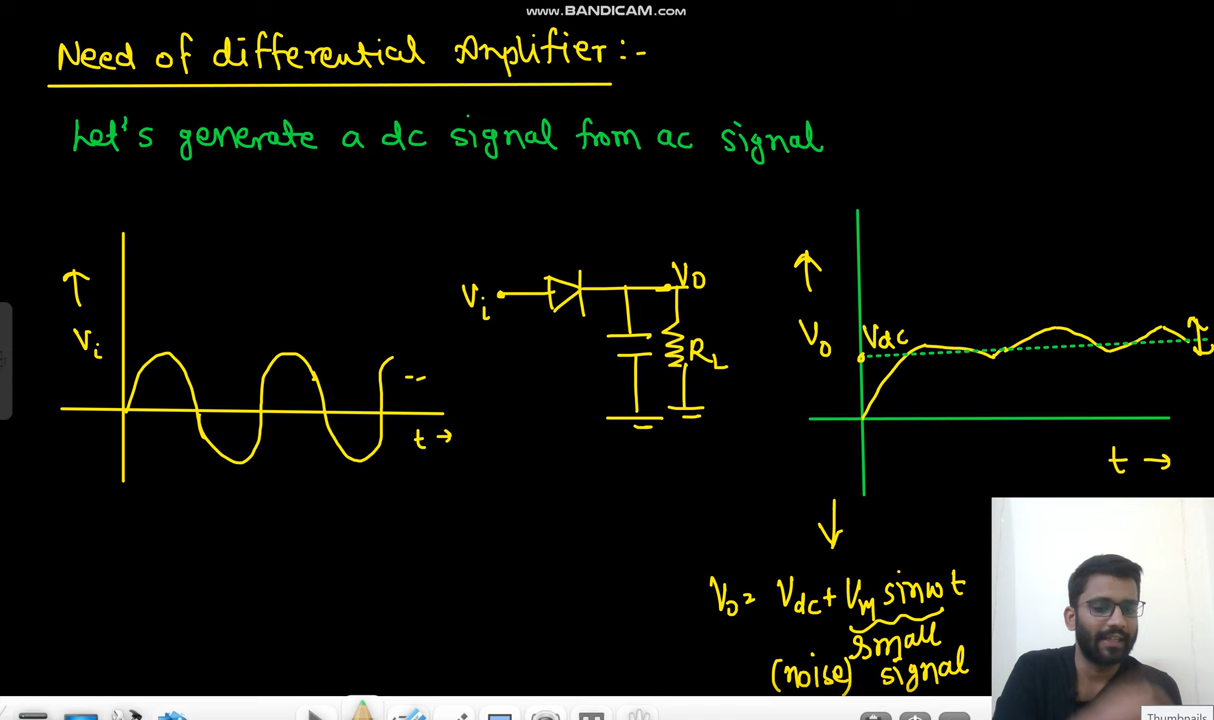 WWW.BANDICAM.COM
Need of differential Amplifier:-
Let's generate a dc signal from ac signal
Vi
t →
Vi
VO
RL
Vo
Vdc
t →
Vo = Vdc + Vm sinωt
small
(noise) signal
Thumbnails